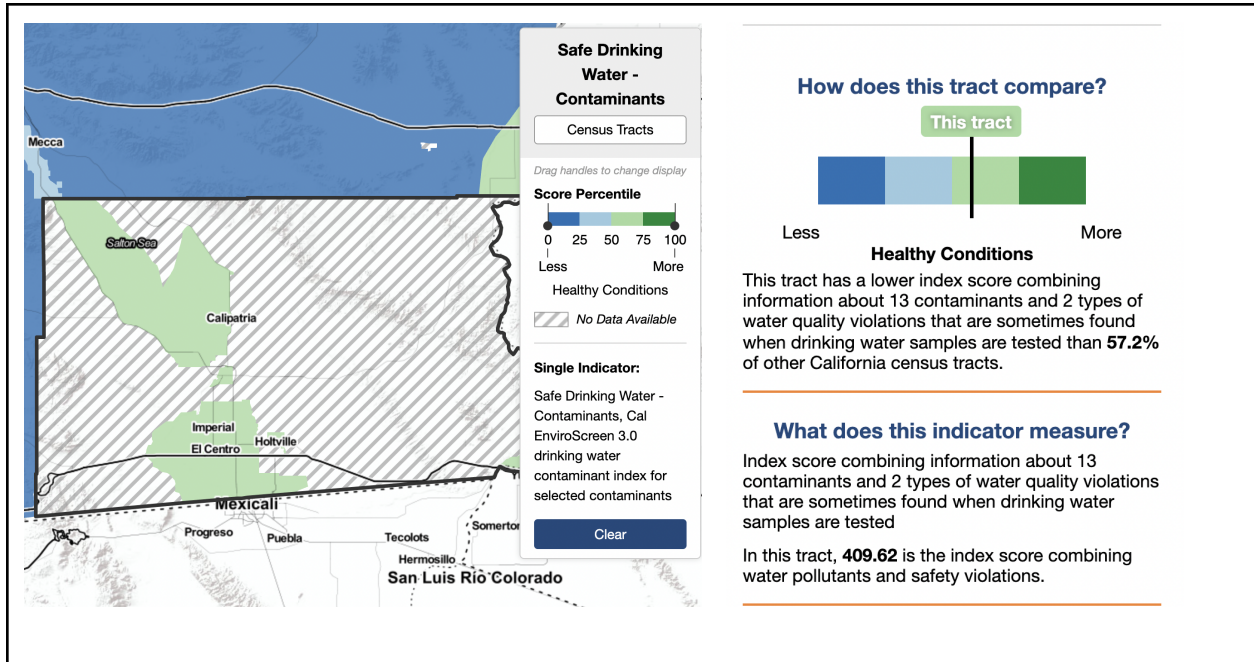 Mecca
Salton Sea
Calipatria
Imperial
Holtville
El Centro
Mexicali
Progreso
Puebla
Tecolots
Somerton
Hermosillo
San Luis Río Colorado
Safe Drinking
Water -
Contaminants
Census Tracts
Drag handles to change display
Score Percentile
0 25 50 75 100
Less More
Healthy Conditions
No Data Available
Single Indicator:
Safe Drinking Water -
Contaminants, Cal
EnviroScreen 3.0
drinking water
contaminant index for
selected contaminants
Clear
How does this tract compare?
This tract
Less More
Healthy Conditions
This tract has a lower index score combining
information about 13 contaminants and 2 types of
water quality violations that are sometimes found
when drinking water samples are tested than 57.2%
of other California census tracts.
What does this indicator measure?
Index score combining information about 13
contaminants and 2 types of water quality violations
that are sometimes found when drinking water
samples are tested
In this tract, 409.62 is the index score combining
water pollutants and safety violations.